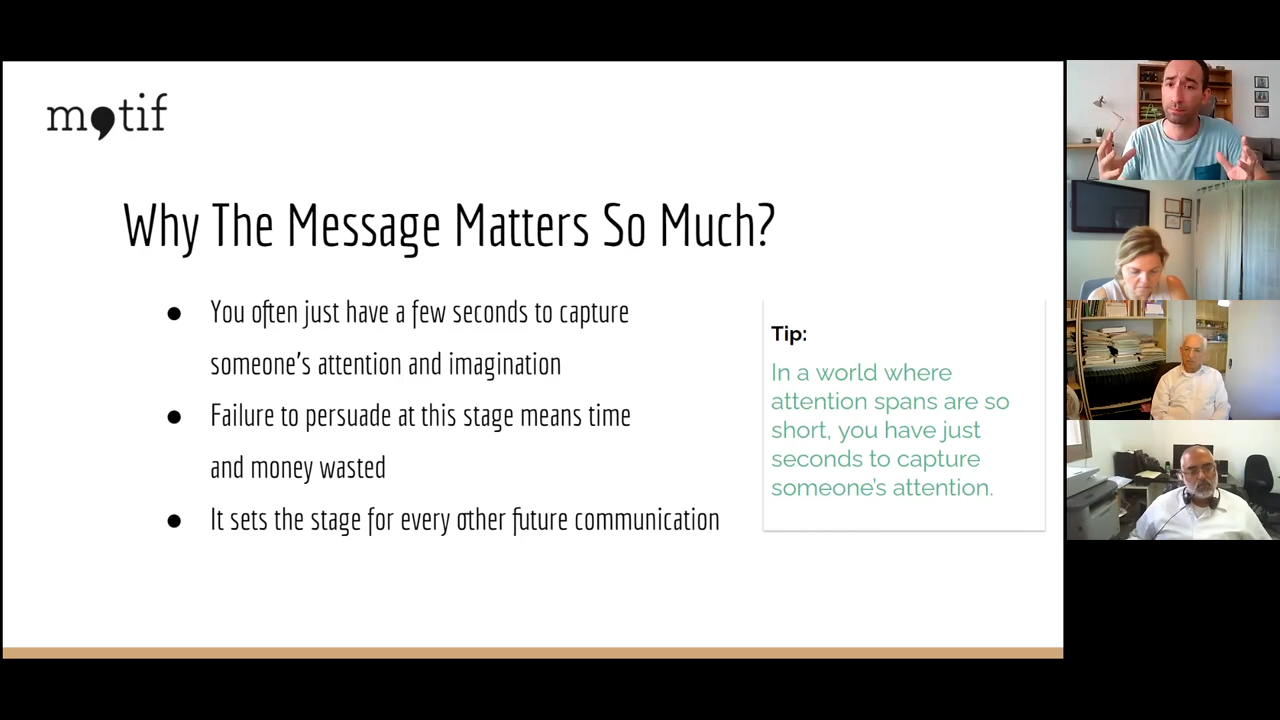 motif
Why The Message Matters So Much?
● You often just have a few seconds to capture
someone's attention and imagination
● Failure to persuade at this stage means time
and money wasted
● It sets the stage for every other future communication
Tip:
In a world where
attention spans are so
short, you have just
seconds to capture
someone's attention.